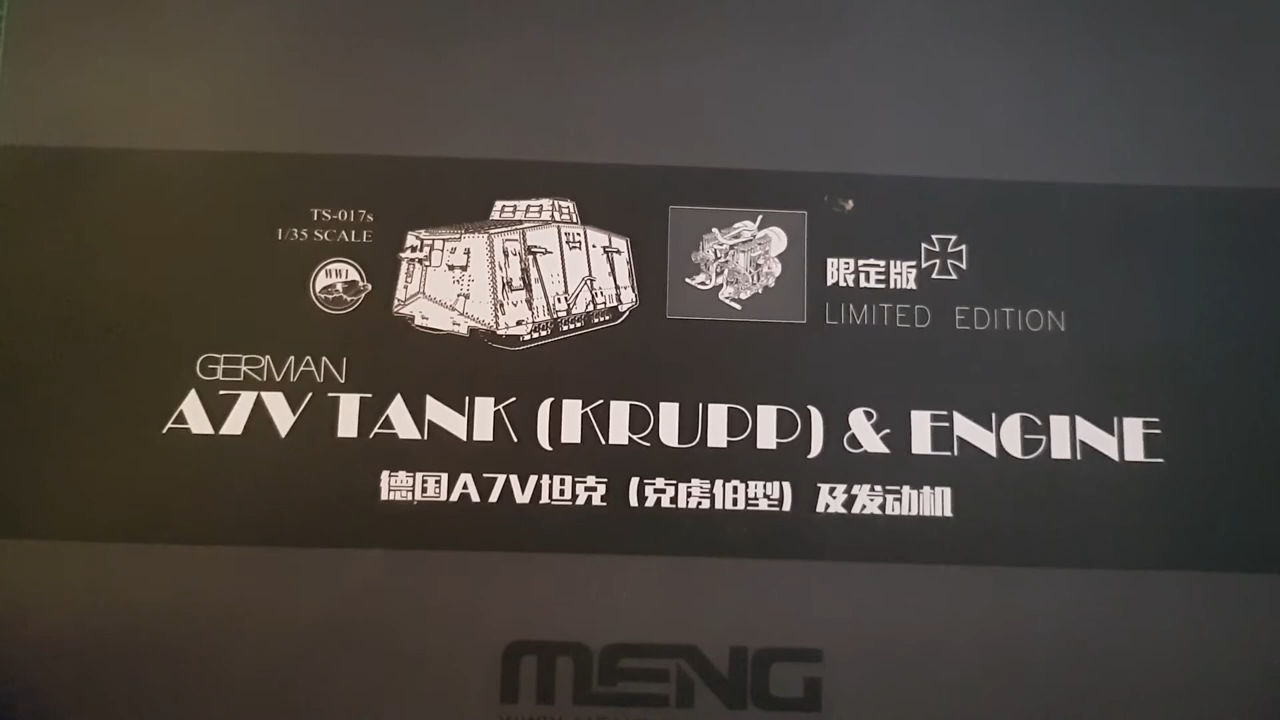 TS-017s
1/35 SCALE
WW I
限定版
LIMITED EDITION
GERMAN
A7V TANK (KRUPP) & ENGINE
德国A7V坦克 (克虏伯型) 及发动机
MENG